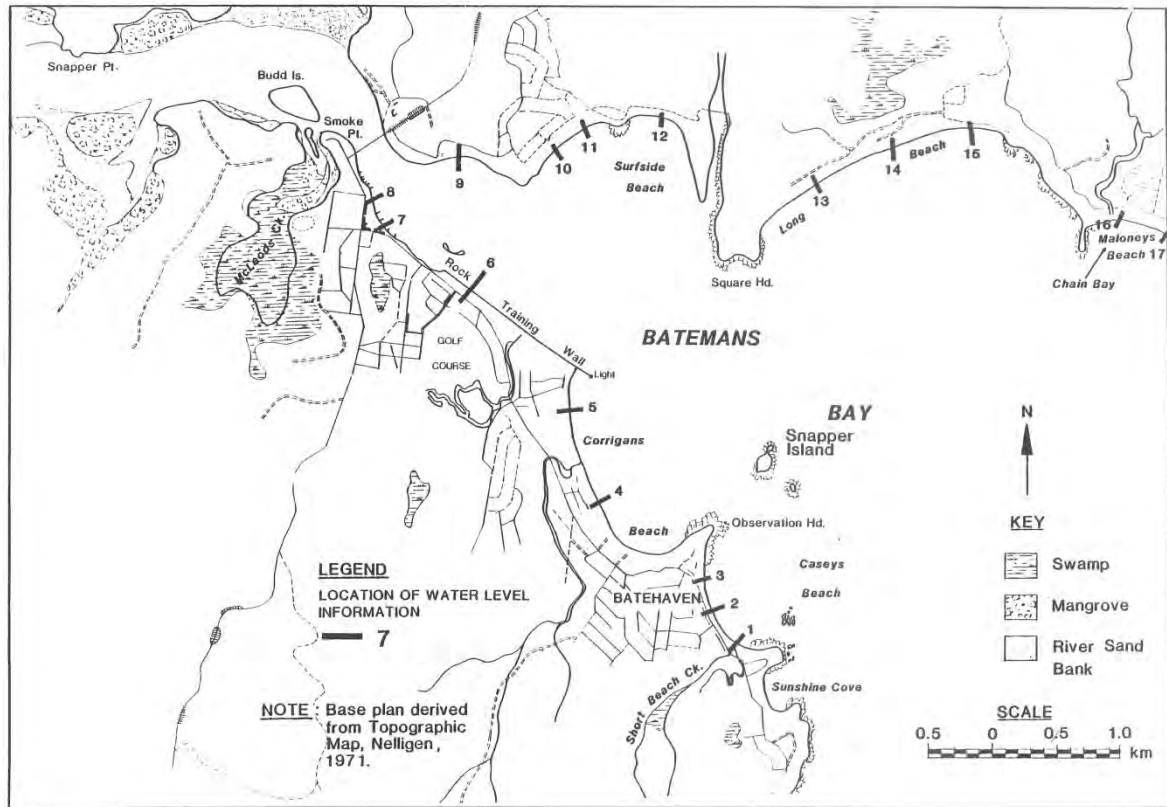 Snapper Pt.
Budd Is.
Smoke
Pt.
McLeods Ck.
8
7
9
10
11
12
Surfside
Beach
Long
Beach
13
14
15
16
17
Maloneys
Beach
Chain Bay
Square Hd.
6
Rock
Training
Wall
Light
GOLF
COURSE
BATEMANS
BAY
5
Corrigans
Beach
4
Snapper
Island
Observation Hd.
Caseys
Beach
3
BATEHAVEN
2
1
Short Beach Ck.
Sunshine Cove
LEGEND
LOCATION OF WATER LEVEL
INFORMATION
7
NOTE : Base plan derived
from Topographic
Map, Nelligen,
1971.
N
KEY
Swamp
Mangrove
River Sand
Bank
SCALE
0.5 0 0.5 1.0
km